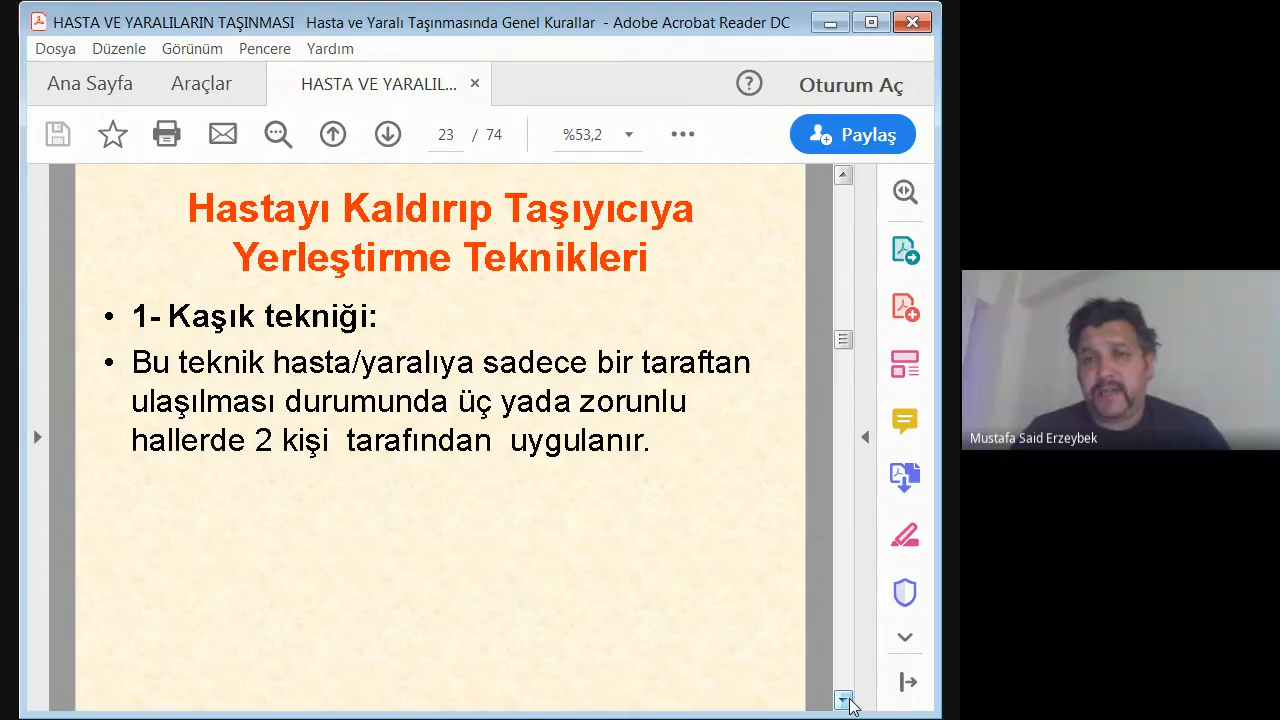 HASTA VE YARALILARIN TAŞINMASI Hasta ve Yaralı Taşınmasında Genel Kurallar - Adobe Acrobat Reader DC
Dosya Düzenle Görünüm Pencere Yardım
Ana Sayfa Araçlar HASTA VE YARALIL... × ? Oturum Aç
23 / 74 %53,2 Paylaş
Hastayı Kaldırıp Taşıyıcıya
Yerleştirme Teknikleri
• 1- Kaşık tekniği:
• Bu teknik hasta/yaralıya sadece bir taraftan
ulaşılması durumunda üç yada zorunlu
hallerde 2 kişi tarafından uygulanır.
Mustafa Said Erzeybek